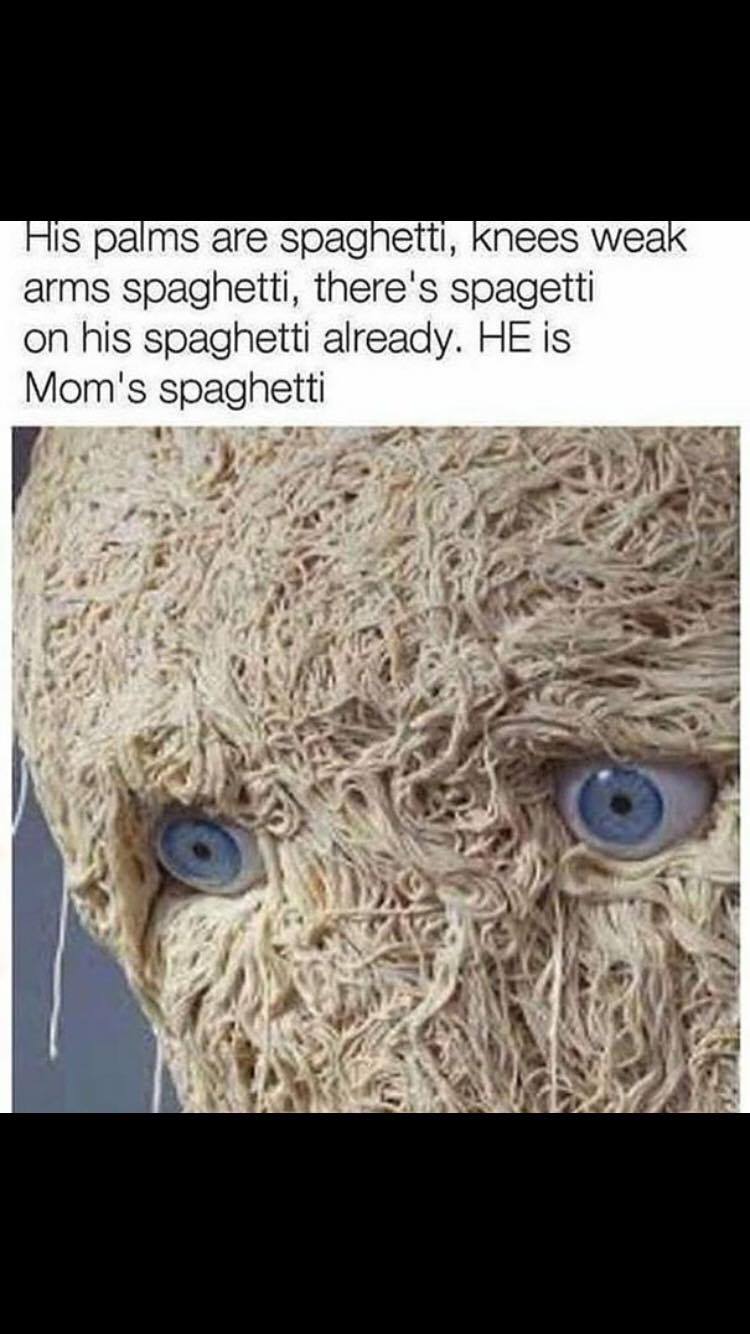 His palms are spaghetti, knees weak
arms spaghetti, there's spagetti
on his spaghetti already. HE is
Mom's spaghetti